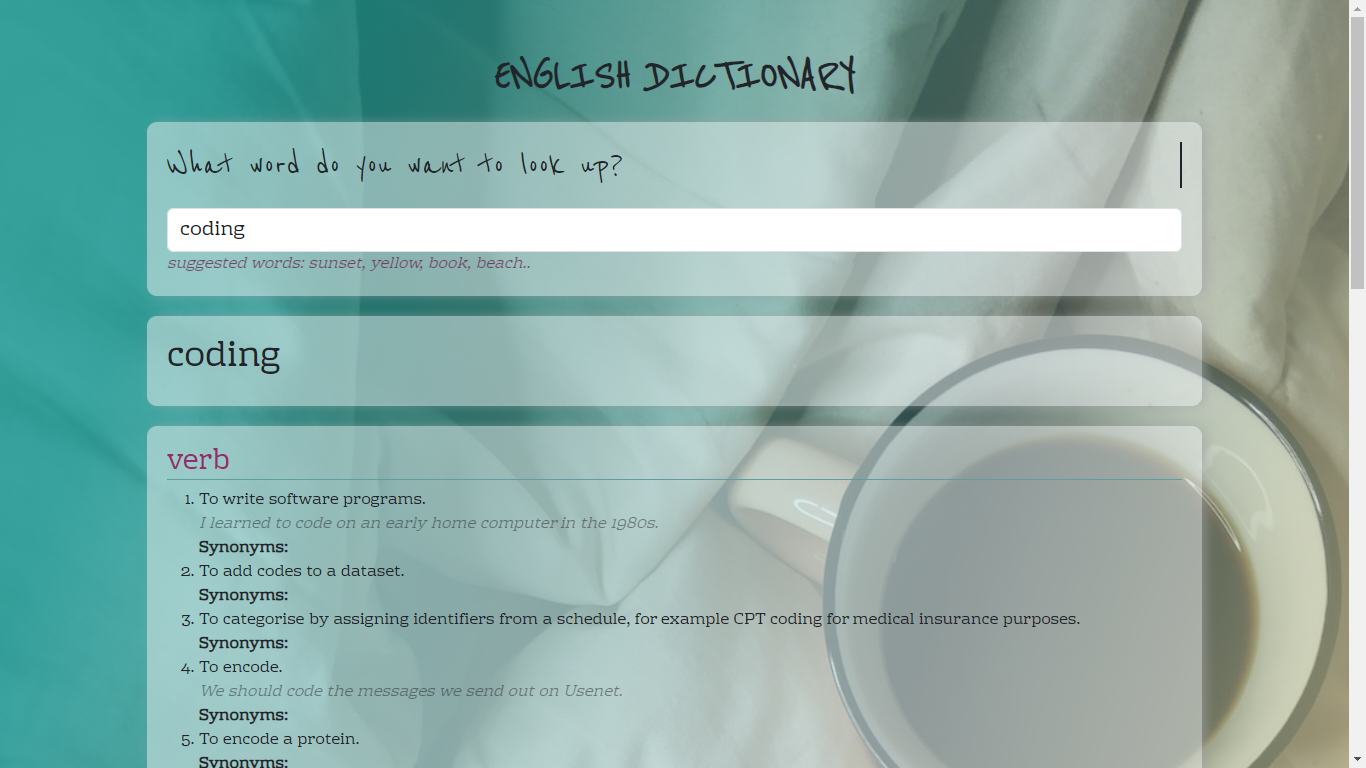 ENGLISH DICTIONARY
What word do you want to look up?
coding
suggested words: sunset, yellow, book, beach..
coding
verb
1. To write software programs.
I learned to code on an early home computer in the 1980s.
Synonyms:
2. To add codes to a dataset.
Synonyms:
3. To categorise by assigning identifiers from a schedule, for example CPT coding for medical insurance purposes.
Synonyms:
4. To encode.
We should code the messages we send out on Usenet.
Synonyms:
5. To encode a protein.
Synonyms: